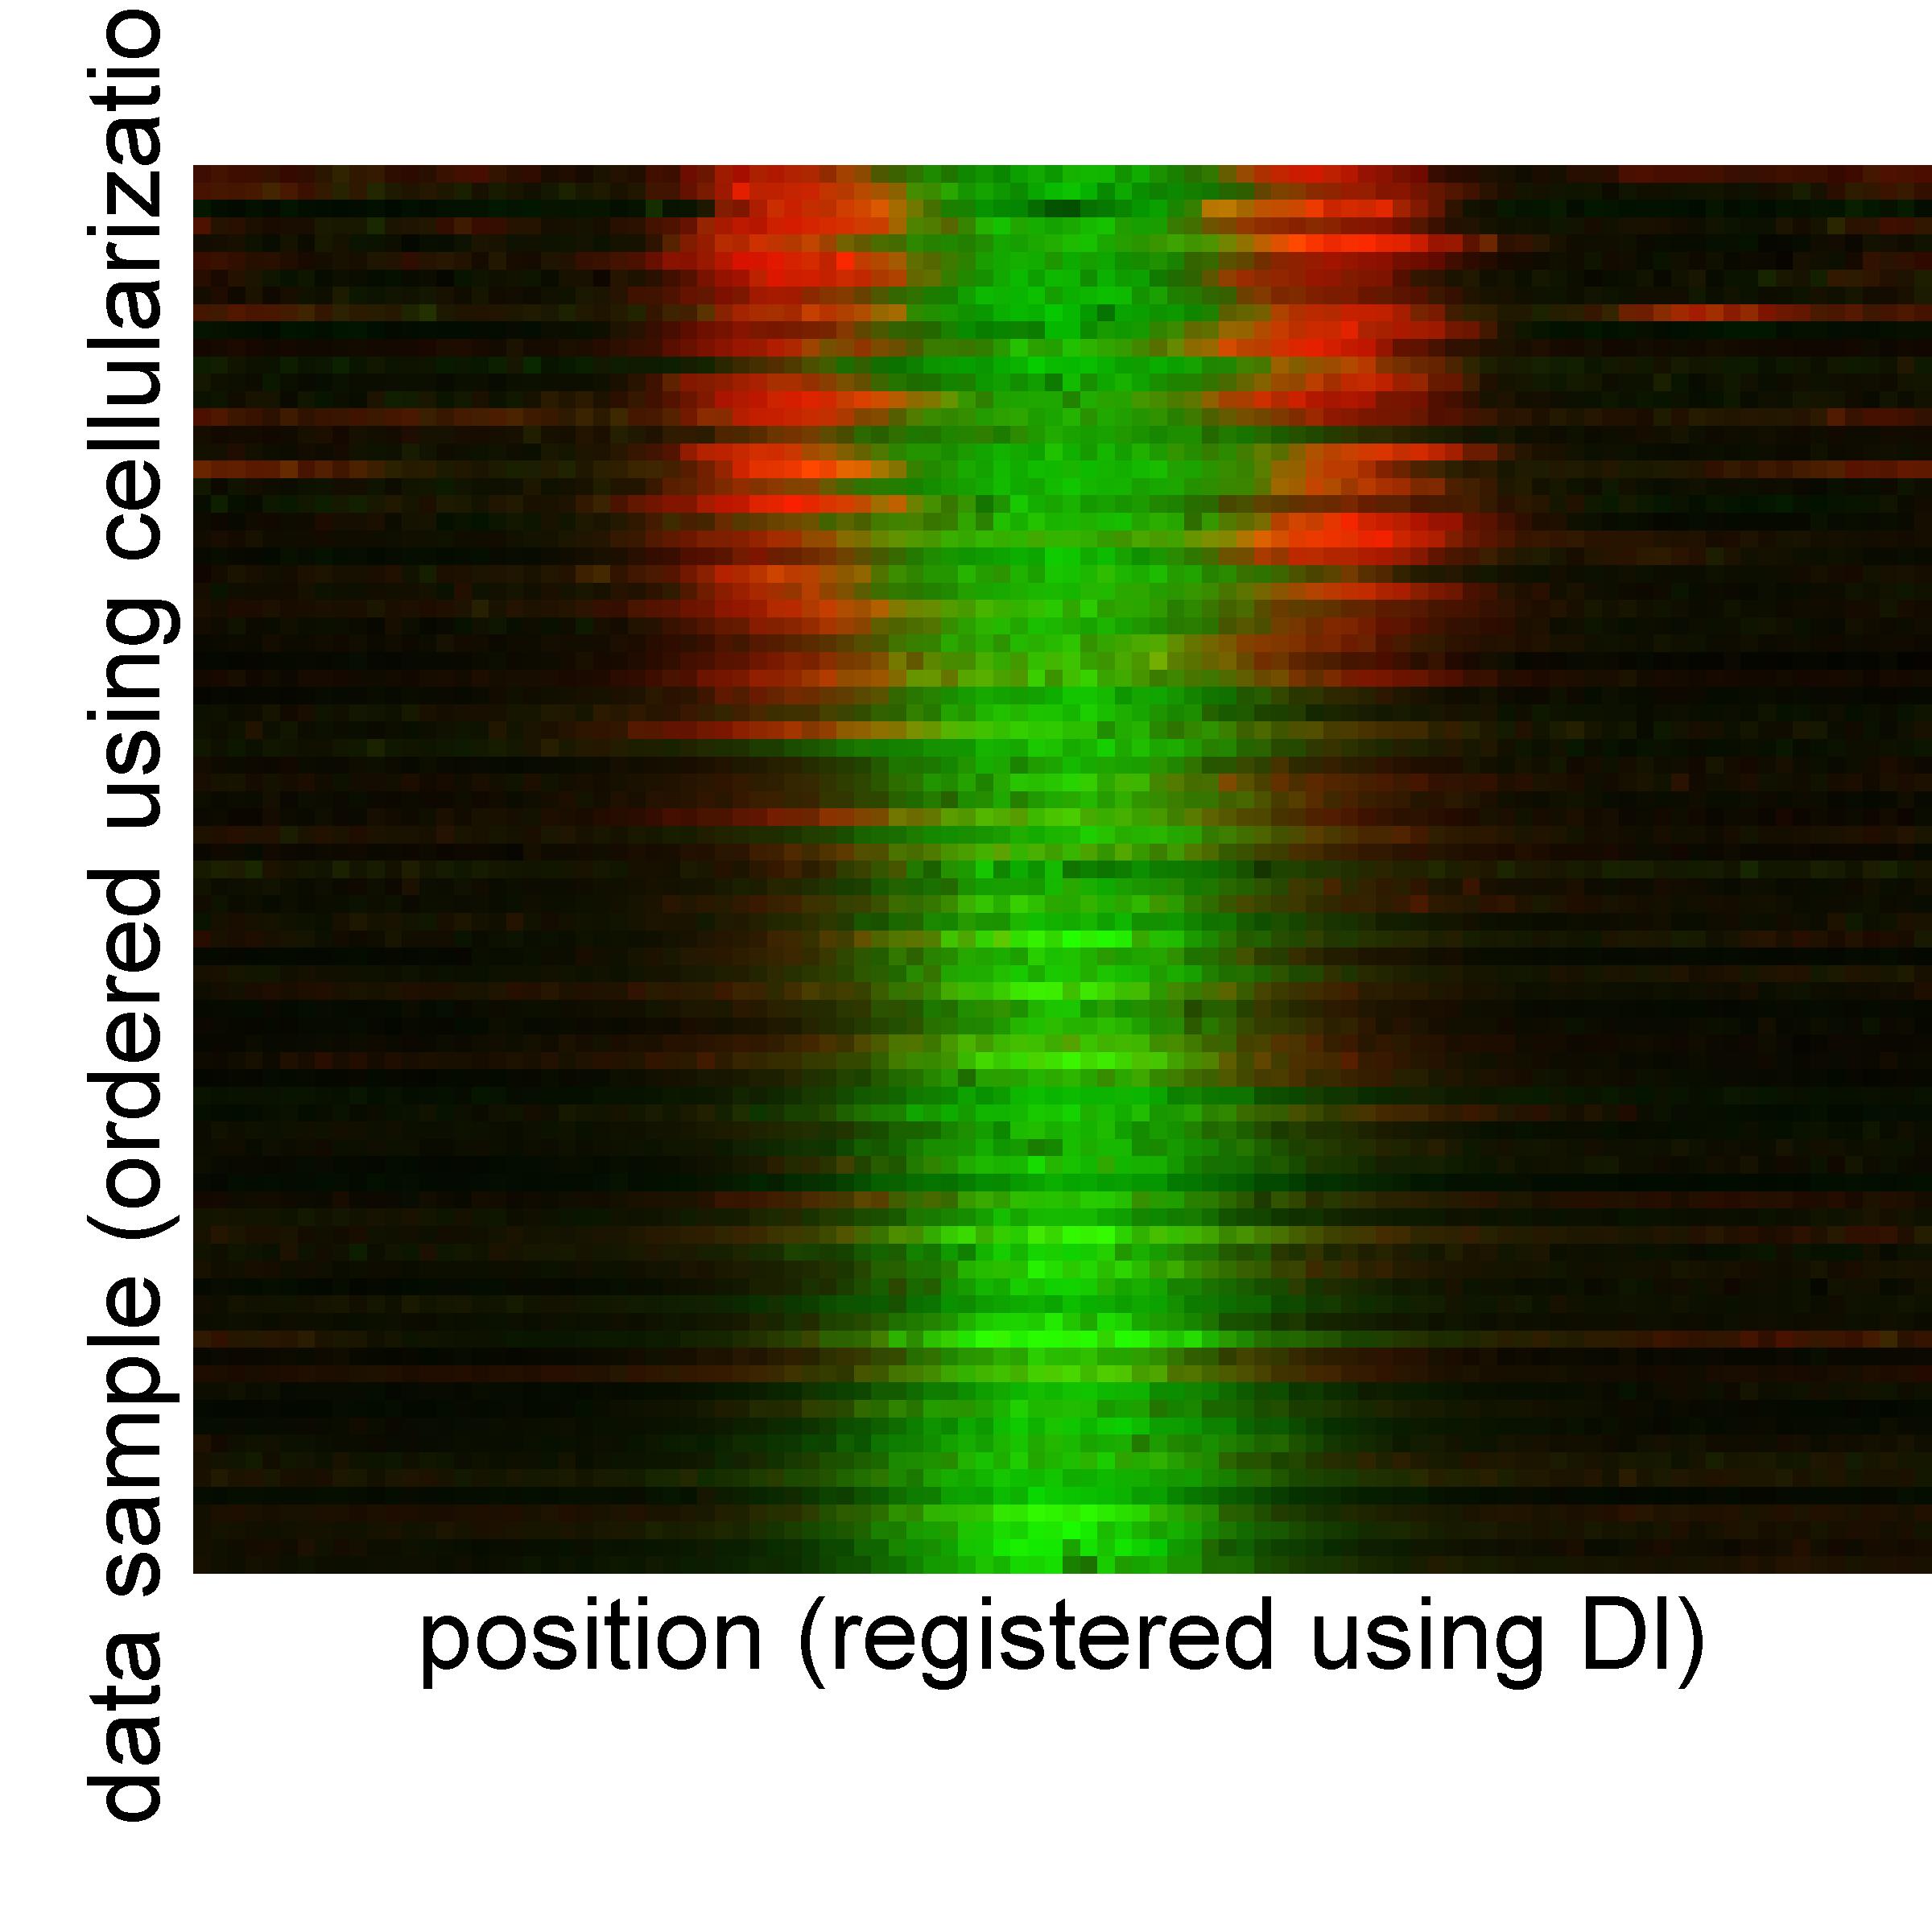 data sample (ordered using cellularizatio
position (registered using Dl)